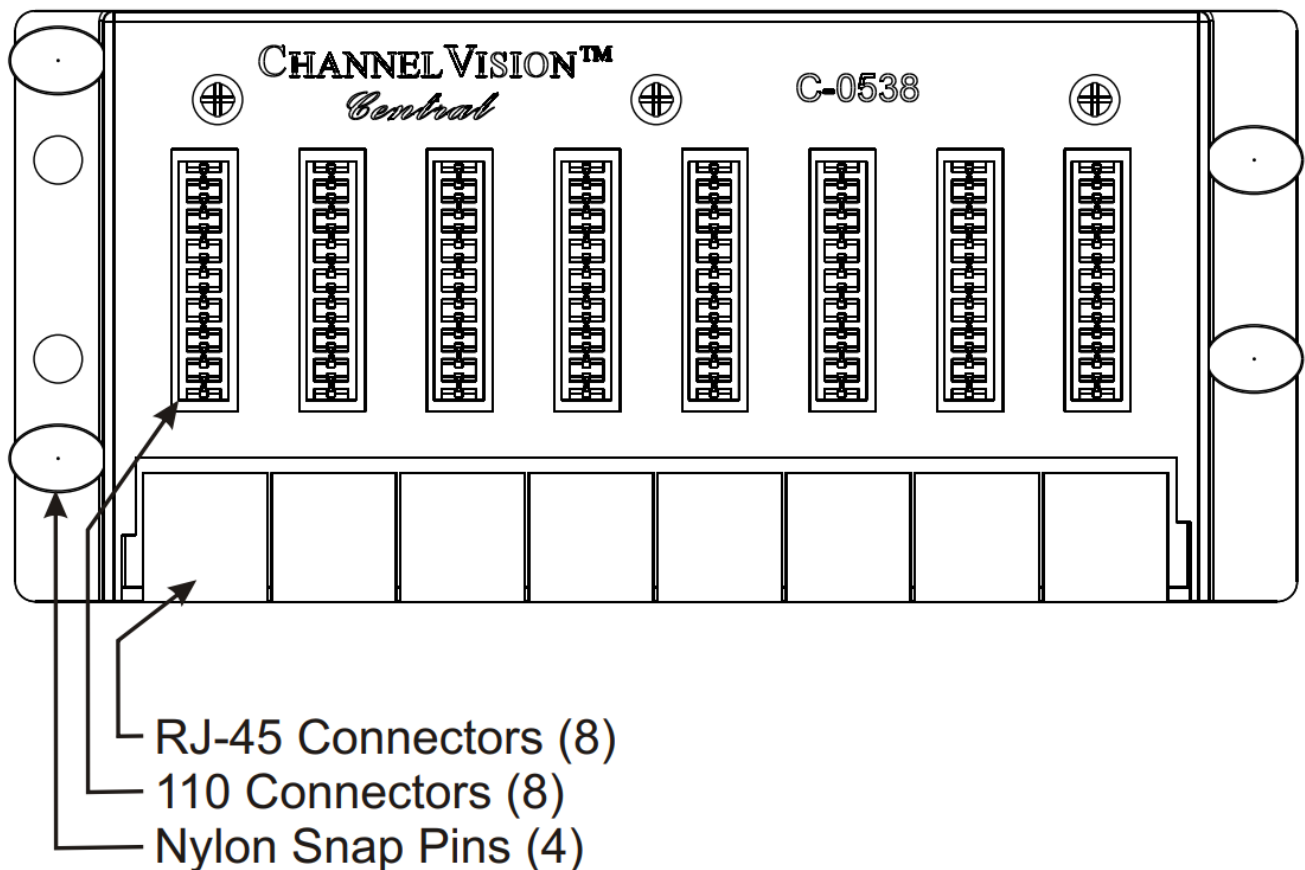 CHANNEL VISION™
Central
C-0538
RJ-45 Connectors (8)
110 Connectors (8)
Nylon Snap Pins (4)